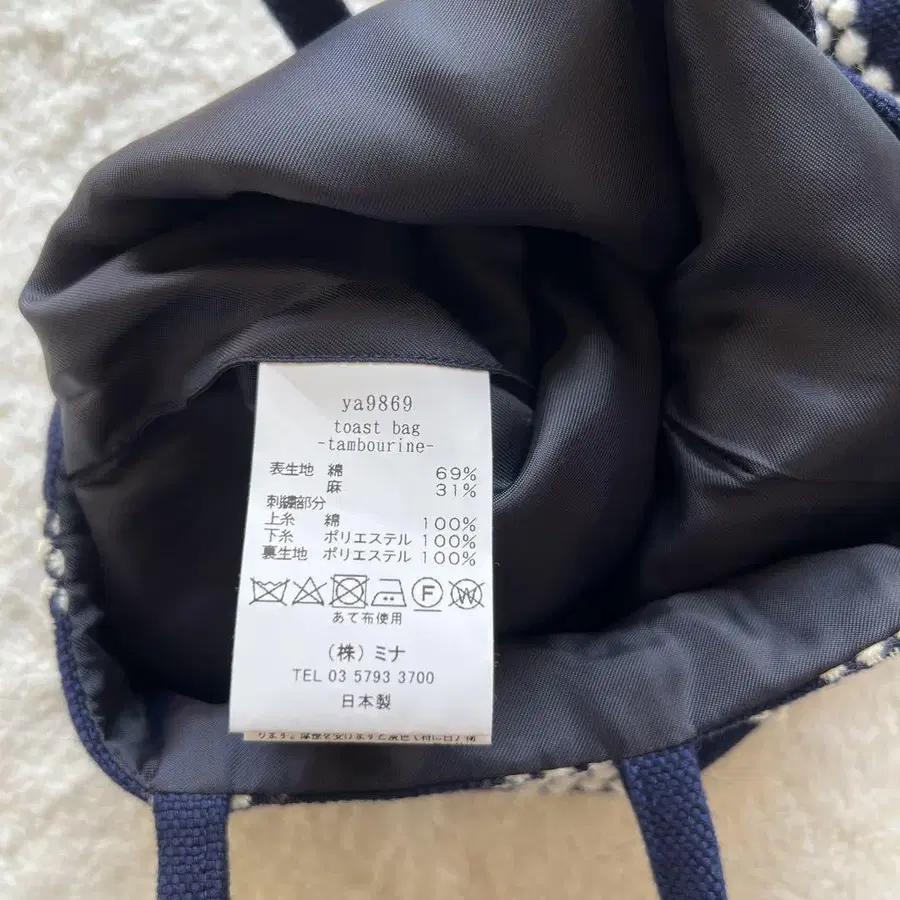 ya9869
toast bag
-tambourine-
表生地 綿 69%
麻 31%
刺繍部分
上糸 綿 100%
下糸 ポリエステル 100%
裏生地 ポリエステル 100%
あて布使用
(株)ミナ
TEL 03 5793 3700
日本製